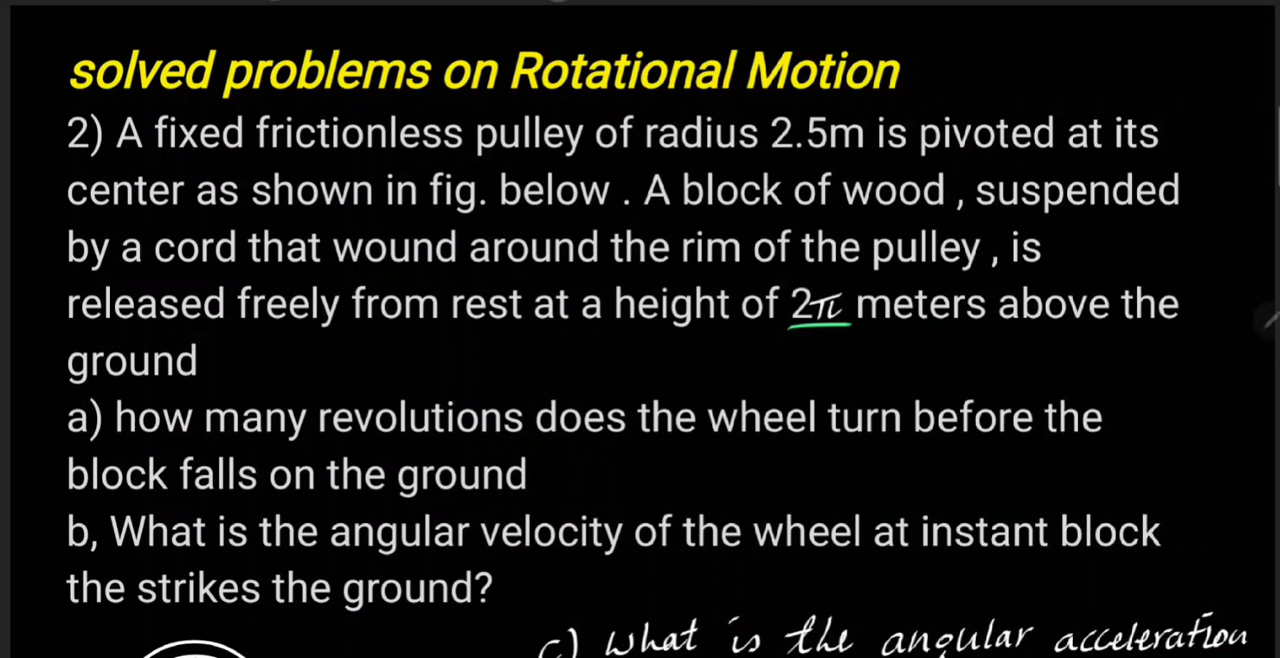 solved problems on Rotational Motion
2) A fixed frictionless pulley of radius 2.5m is pivoted at its
center as shown in fig. below . A block of wood , suspended
by a cord that wound around the rim of the pulley , is
released freely from rest at a height of 2π meters above the
ground
a) how many revolutions does the wheel turn before the
block falls on the ground
b, What is the angular velocity of the wheel at instant block
the strikes the ground?
c) what is the angular acceleration